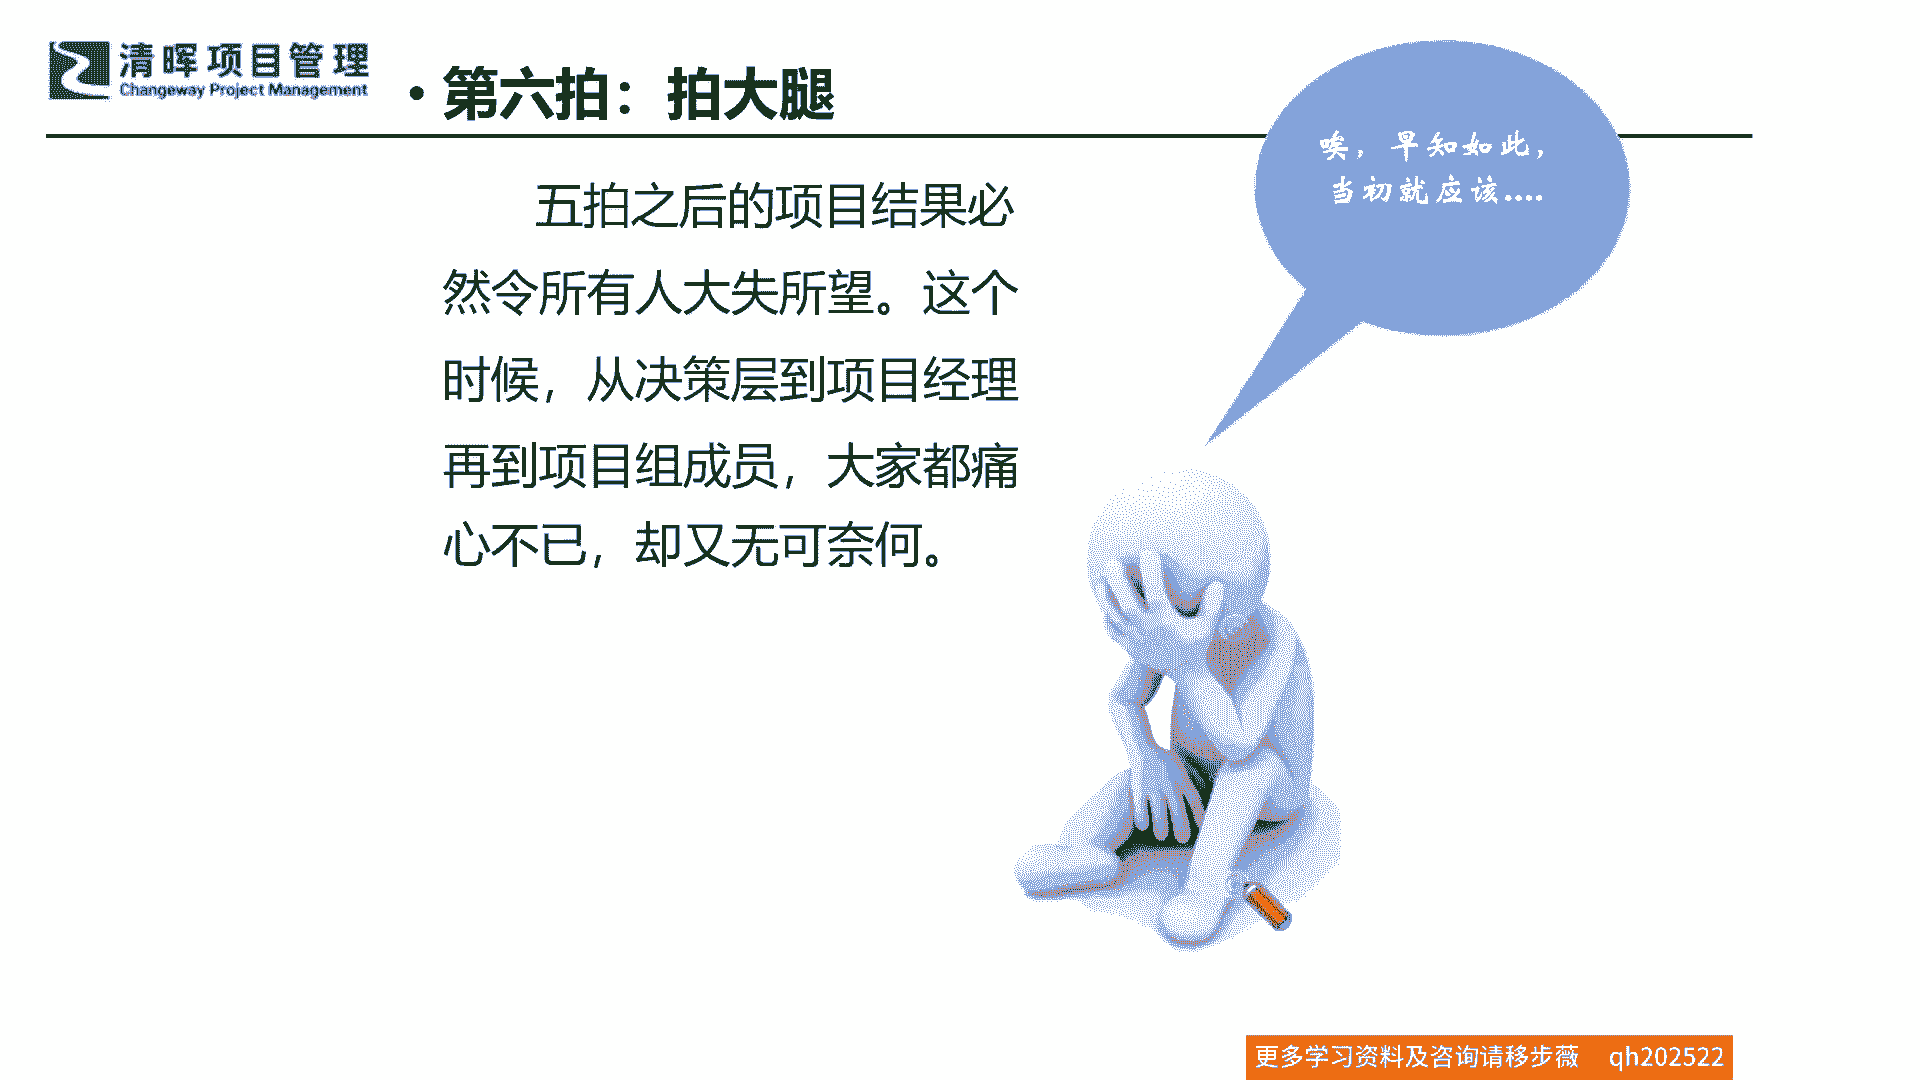 清晖项目管理
Changeway Project Management
• 第六拍：拍大腿
唉，早知如此，
当初就应该....
五拍之后的项目结果必
然令所有人大失所望。这个
时候，从决策层到项目经理
再到项目组成员，大家都痛
心不已，却又无可奈何。
更多学习资料及咨询请移步薇 qh202522